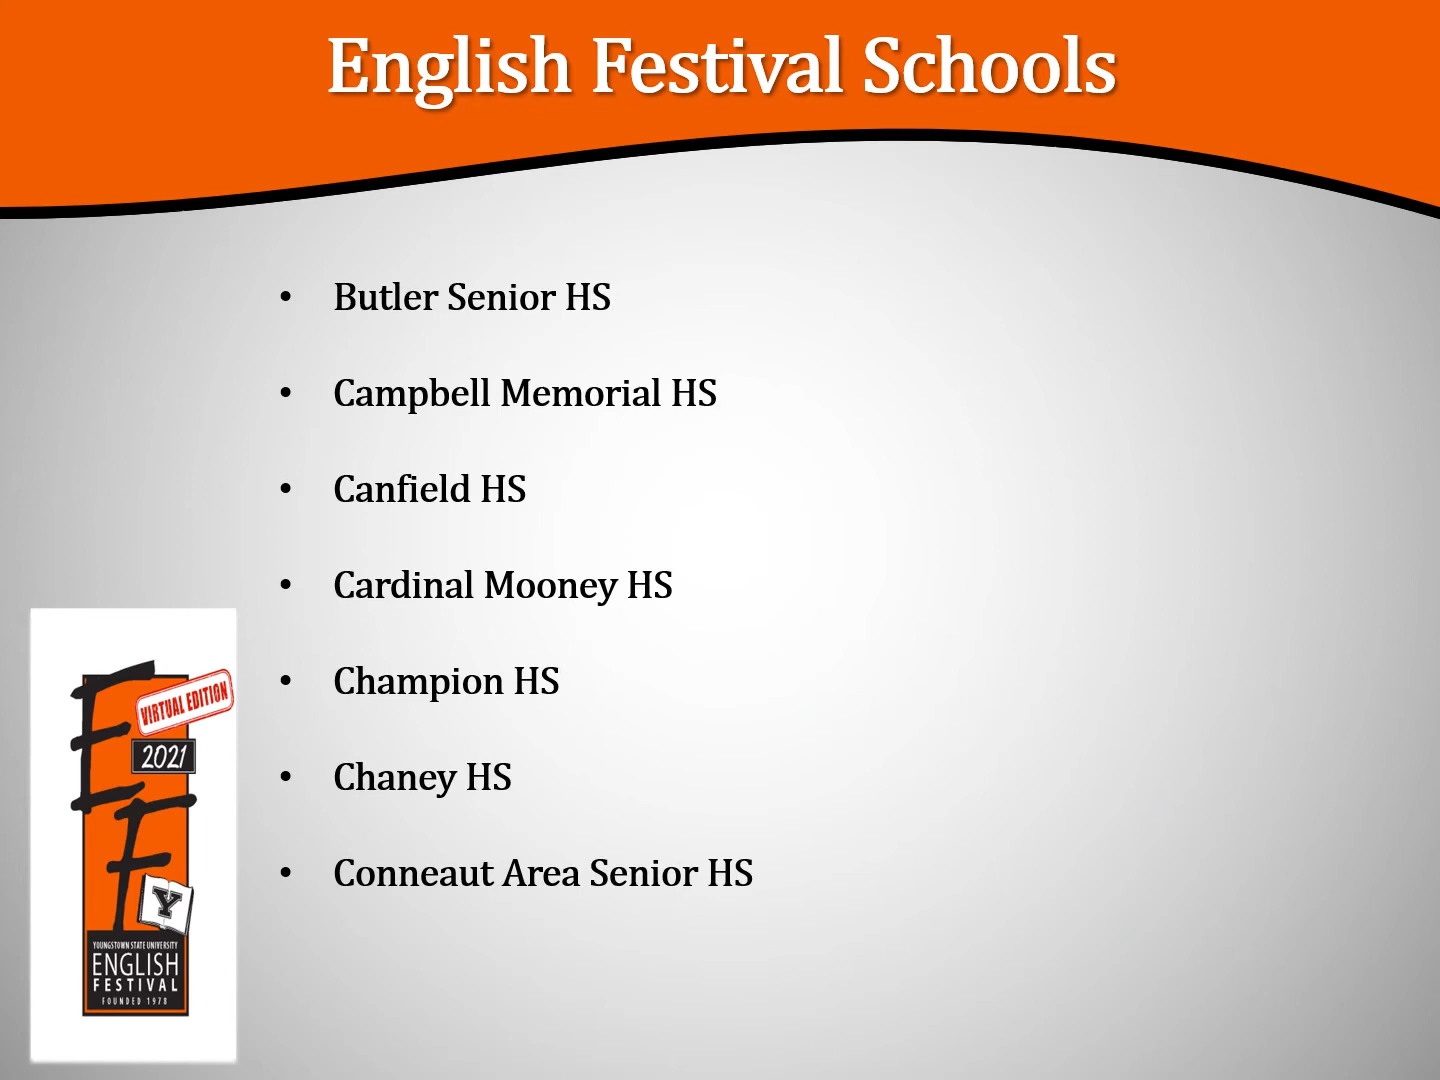 English Festival Schools
• Butler Senior HS
• Campbell Memorial HS
• Canfield HS
• Cardinal Mooney HS
• Champion HS
• Chaney HS
• Conneaut Area Senior HS
EF
VIRTUAL EDITION
2021
Y
YOUNGSTOWN STATE UNIVERSITY
ENGLISH
FESTIVAL
FOUNDED 1978